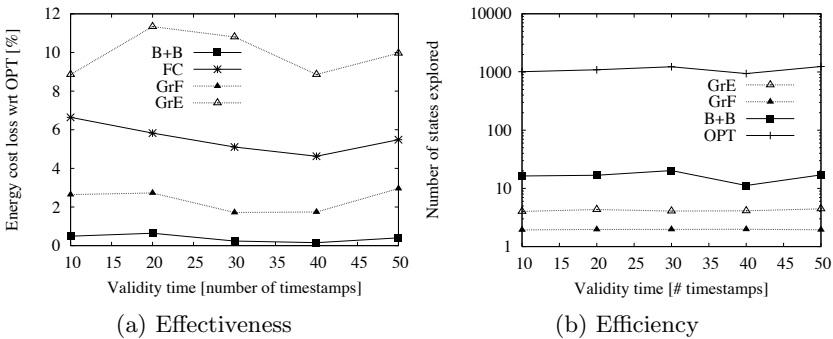 Energy cost loss wrt OPT [%]
12
10
8
6
4
2
0
B+B
FC
GrF
GrE
10 15 20 25 30 35 40 45 50
Validity time [number of timestamps]
(a) Effectiveness
Number of states explored
10000
1000
100
10
1
GrE
GrF
B+B
OPT
10 15 20 25 30 35 40 45 50
Validity time [# timestamps]
(b) Efficiency